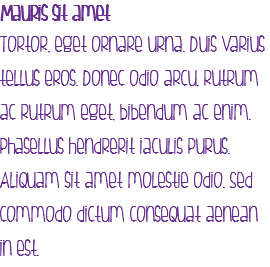 Mauris sit amet
tortor, eget ornare urna. Duis varius
tellus eros. Donec odio arcu, rutrum
ac rutrum eget, bibendum ac enim.
Phasellus hendrerit iaculis purus.
Aliquam sit amet molestie odio. Sed
commodo dictum consequat aenean
in est.